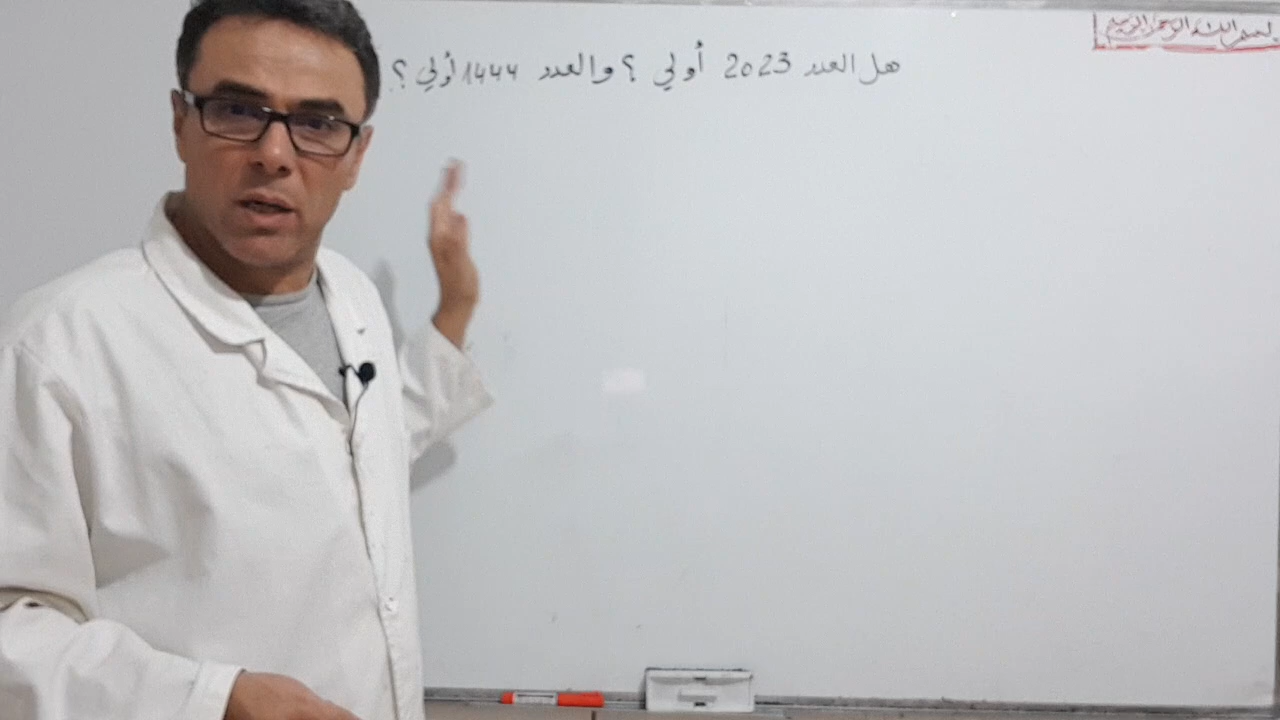 بسم الله الرحمن الرحيم
هل العدد 2023 أولي ؟ والعدد 1444 أولي ؟